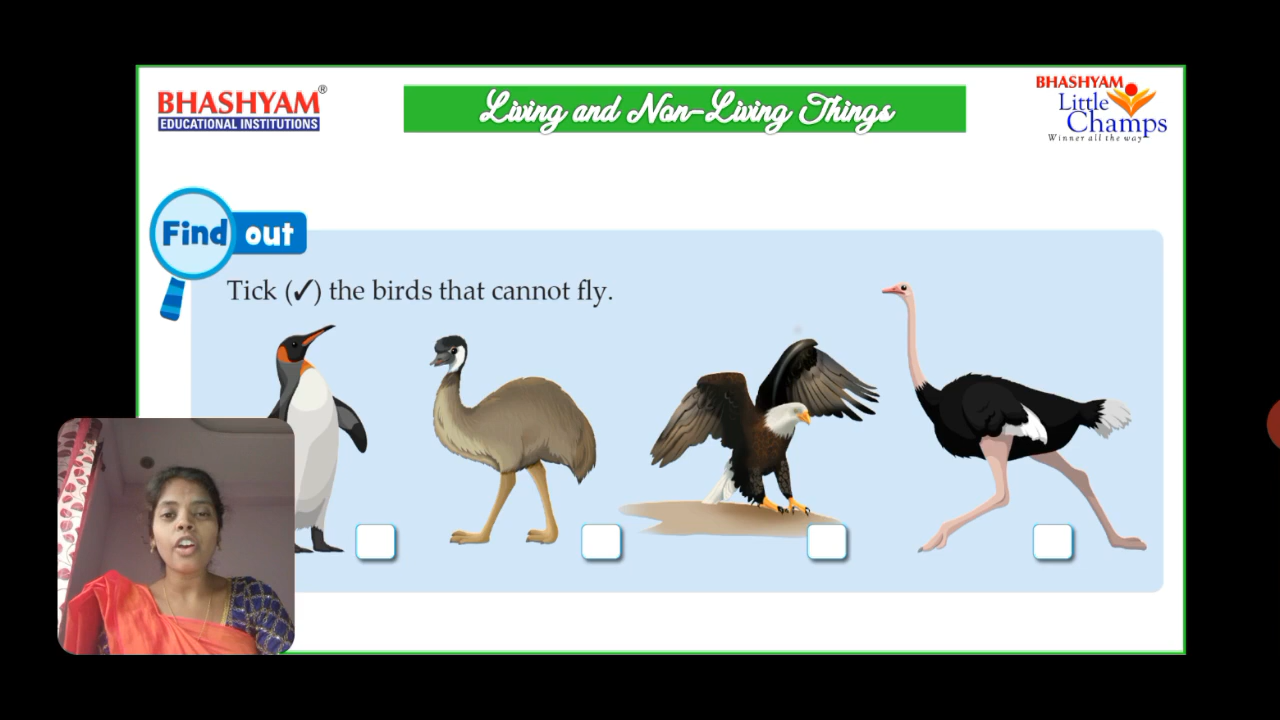 BHASHYAM®
EDUCATIONAL INSTITUTIONS
Living and Non-Living Things
BHASHYAM
Little
Champs
Winner all the way
Find out
Tick (✓) the birds that cannot fly.